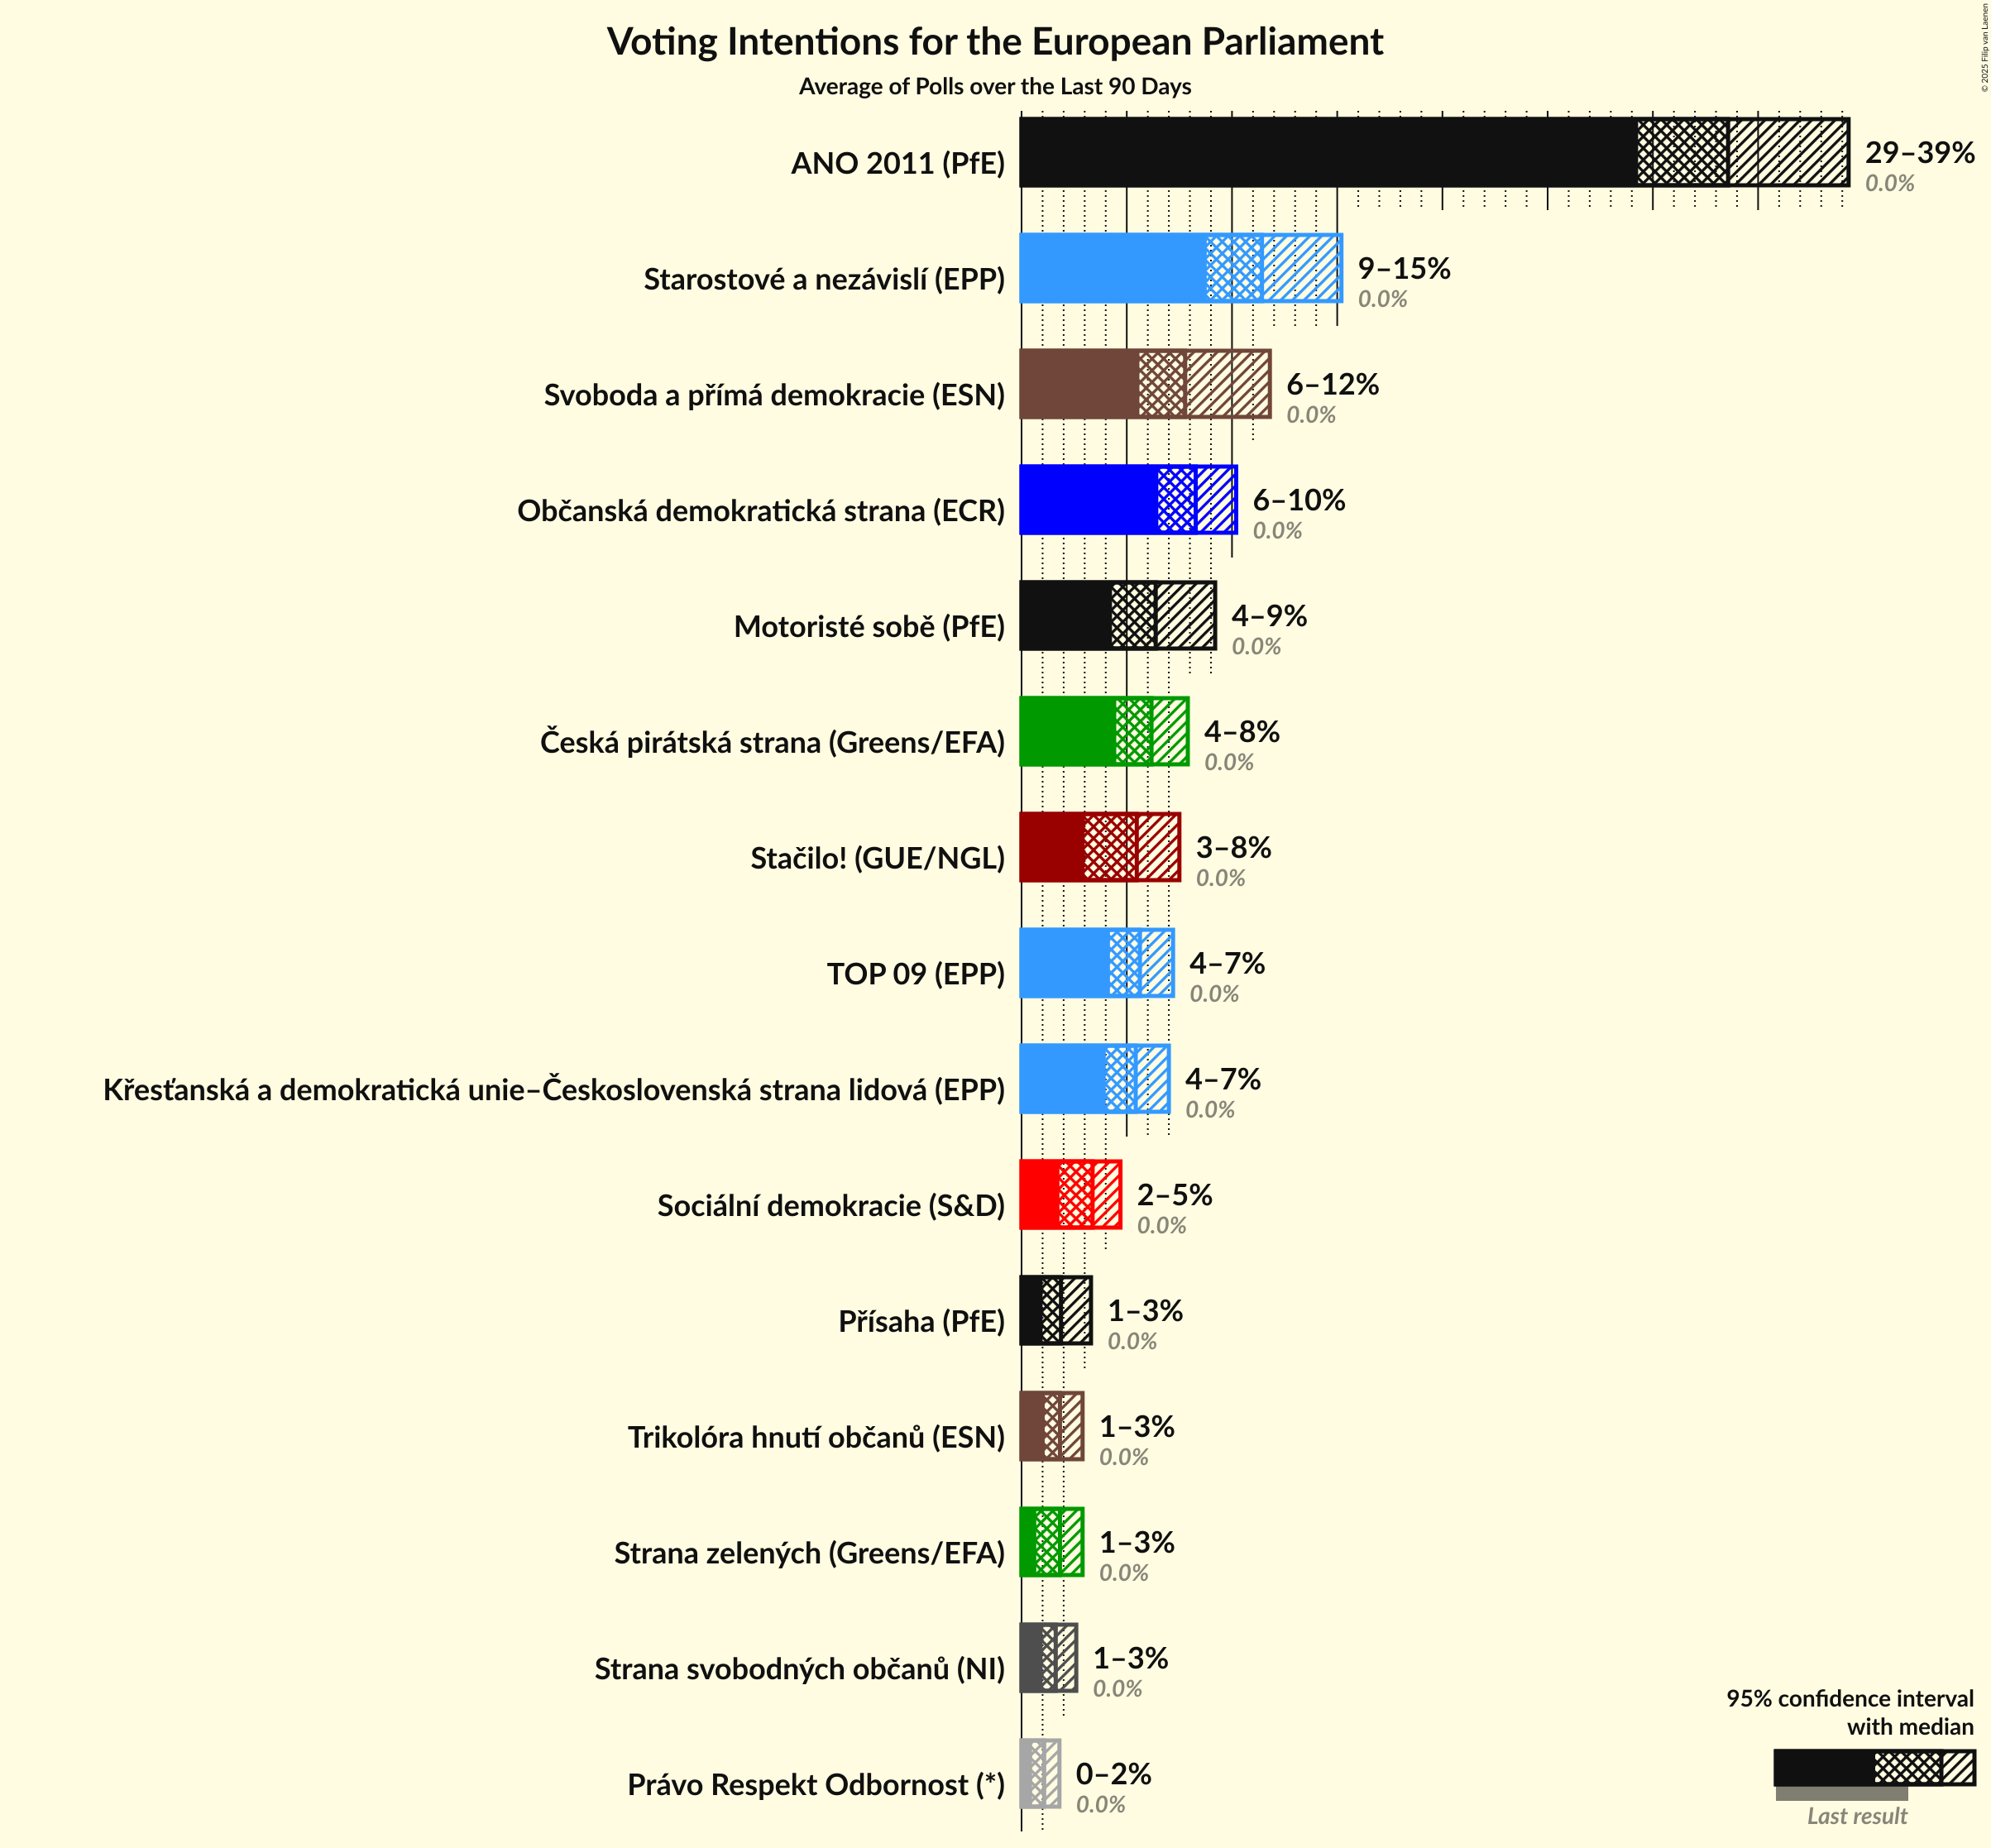 Voting Intentions for the European Parliament
Average of Polls over the Last 90 Days
© 2025 Filip van Laenen
ANO 2011 (PfE)
29–39%
0.0%
Starostové a nezávislí (EPP)
9–15%
0.0%
Svoboda a přímá demokracie (ESN)
6–12%
0.0%
Občanská demokratická strana (ECR)
6–10%
0.0%
Motoristé sobě (PfE)
4–9%
0.0%
Česká pirátská strana (Greens/EFA)
4–8%
0.0%
Stačilo! (GUE/NGL)
3–8%
0.0%
TOP 09 (EPP)
4–7%
0.0%
Křesťanská a demokratická unie–Československá strana lidová (EPP)
4–7%
0.0%
Sociální demokracie (S&D)
2–5%
0.0%
Přísaha (PfE)
1–3%
0.0%
Trikolóra hnutí občanů (ESN)
1–3%
0.0%
Strana zelených (Greens/EFA)
1–3%
0.0%
Strana svobodných občanů (NI)
1–3%
0.0%
Právo Respekt Odbornost (*)
0–2%
0.0%
95% confidence interval
with median
Last result